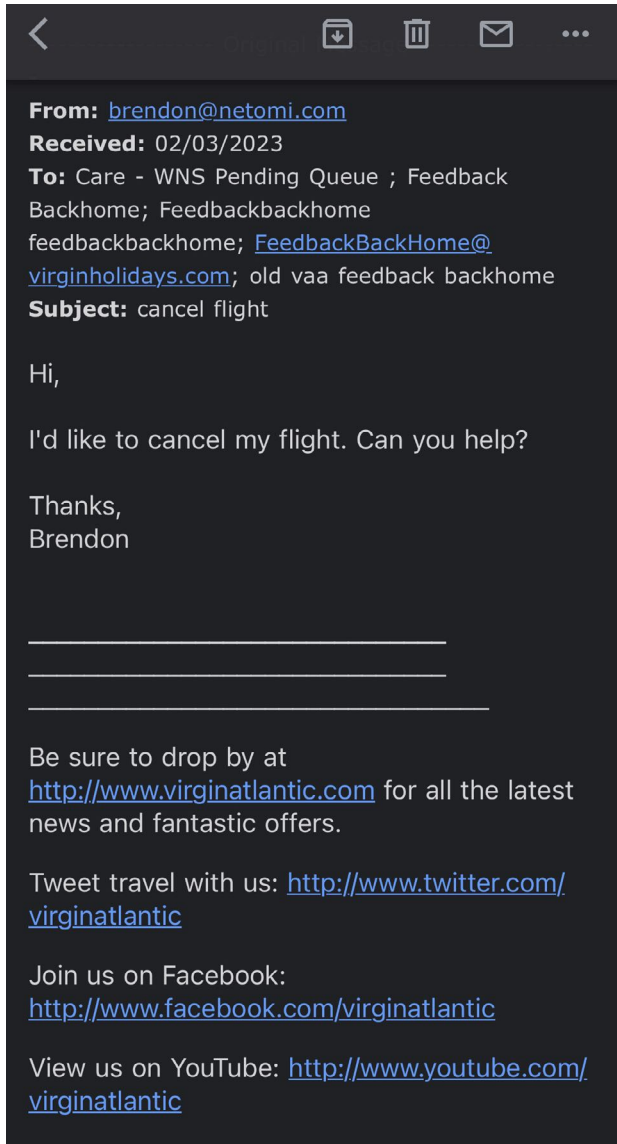 From: brendon@netomi.com
Received: 02/03/2023
To: Care - WNS Pending Queue ; Feedback
Backhome; Feedbackbackhome
feedbackbackhome; FeedbackBackHome@
virginholidays.com; old vaa feedback backhome
Subject: cancel flight
Hi,
I'd like to cancel my flight. Can you help?
Thanks,
Brendon
Be sure to drop by at
http://www.virginatlantic.com for all the latest
news and fantastic offers.
Tweet travel with us: http://www.twitter.com/
virginatlantic
Join us on Facebook:
http://www.facebook.com/virginatlantic
View us on YouTube: http://www.youtube.com/
virginatlantic